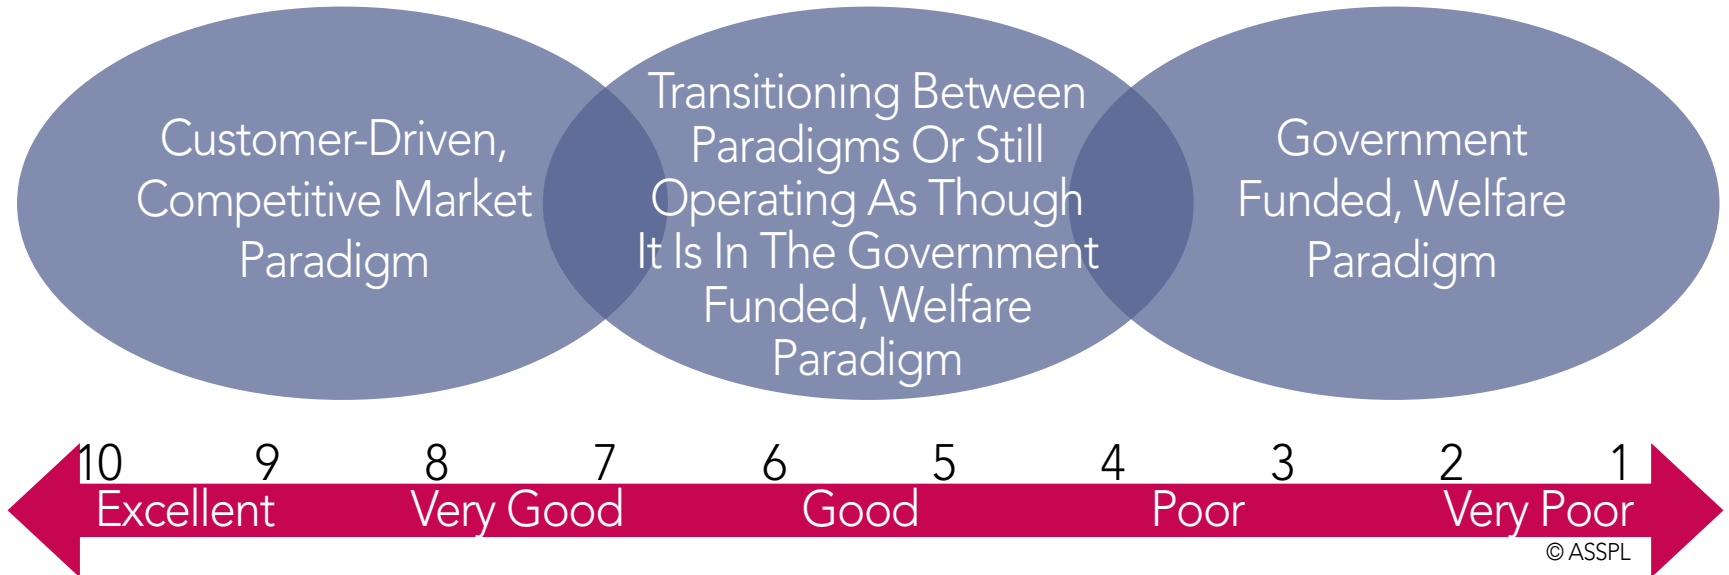 Customer-Driven,
Competitive Market
Paradigm
Transitioning Between
Paradigms Or Still
Operating As Though
It Is In The Government
Funded, Welfare
Paradigm
Government
Funded, Welfare
Paradigm
10 9 8 7 6 5 4 3 2 1
Excellent Very Good Good Poor Very Poor
© ASSPL